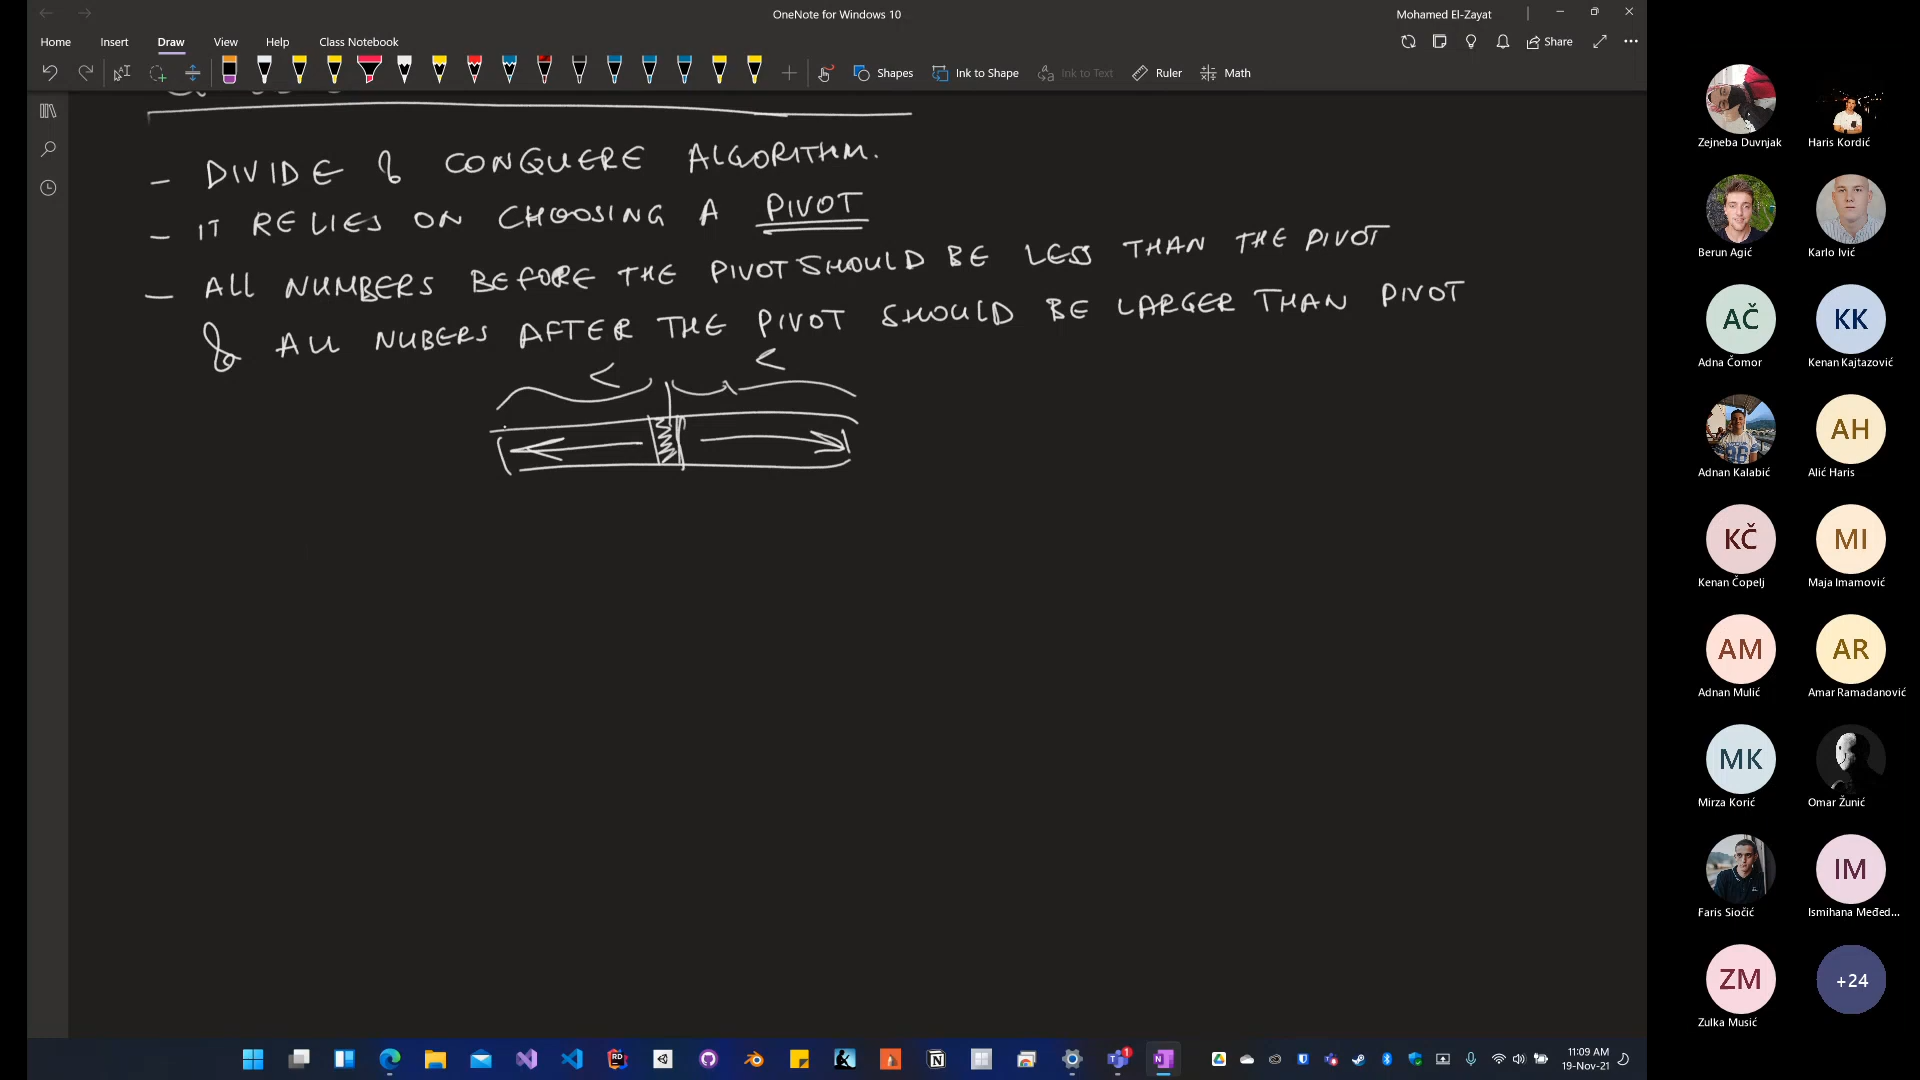 OneNote for Windows 10
Mohamed El-Zayat
Home Insert Draw View Help Class Notebook
Share
Shapes Ink to Shape Ink to Text Ruler Math
- DIVIDE & CONQUERE ALGORITHM.
- IT RELIES ON CHOOSING A PIVOT
- ALL NUMBERS BEFORE THE PIVOT SHOULD BE LESS THAN THE PIVOT
& ALL NUBERS AFTER THE PIVOT SHOULD BE LARGER THAN PIVOT
< <
Zejneba Duvnjak
Haris Kordić
Berun Agić
Karlo Ivić
AČ
KK
Adna Čomor
Kenan Kajtazović
AH
Adnan Kalabić
Alić Haris
KČ
MI
Kenan Čopelj
Maja Imamović
AM
AR
Adnan Mulić
Amar Ramadanović
MK
Mirza Korić
Omar Žunić
IM
Faris Siočić
Ismihana Međed...
ZM
+24
Zulka Musić
11:09 AM
19-Nov-21